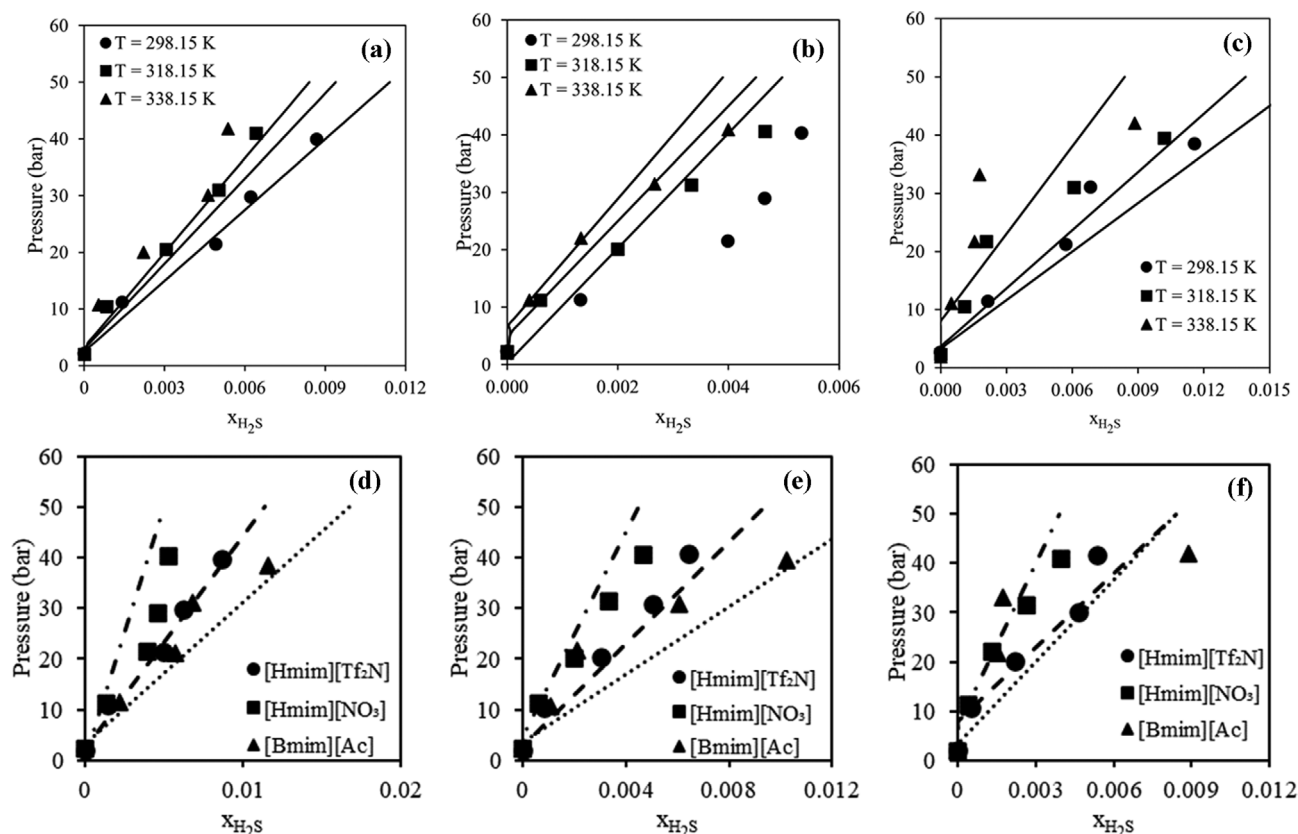 (a)
T = 298.15 K
T = 318.15 K
T = 338.15 K
Pressure (bar)
60
50
40
30
20
10
0
0
0.003
0.006
0.009
0.012
xH₂S
(b)
T = 298.15 K
T = 318.15 K
T = 338.15 K
Pressure (bar)
60
50
40
30
20
10
0
0.000
0.002
0.004
0.006
xH₂S
(c)
Pressure (bar)
60
50
40
30
20
10
0
T = 298.15 K
T = 318.15 K
T = 338.15 K
0.000
0.003
0.006
0.009
0.012
0.015
xH₂S
(d)
Pressure (bar)
60
50
40
30
20
10
0
[Hmim][Tf₂N]
[Hmim][NO₃]
[Bmim][Ac]
0
0.01
0.02
xH₂S
(e)
Pressure (bar)
60
50
40
30
20
10
0
[Hmim][Tf₂N]
[Hmim][NO₃]
[Bmim][Ac]
0
0.004
0.008
0.012
xH₂S
(f)
Pressure (bar)
60
50
40
30
20
10
0
[Hmim][Tf₂N]
[Hmim][NO₃]
[Bmim][Ac]
0
0.003
0.006
0.009
0.012
xH₂S